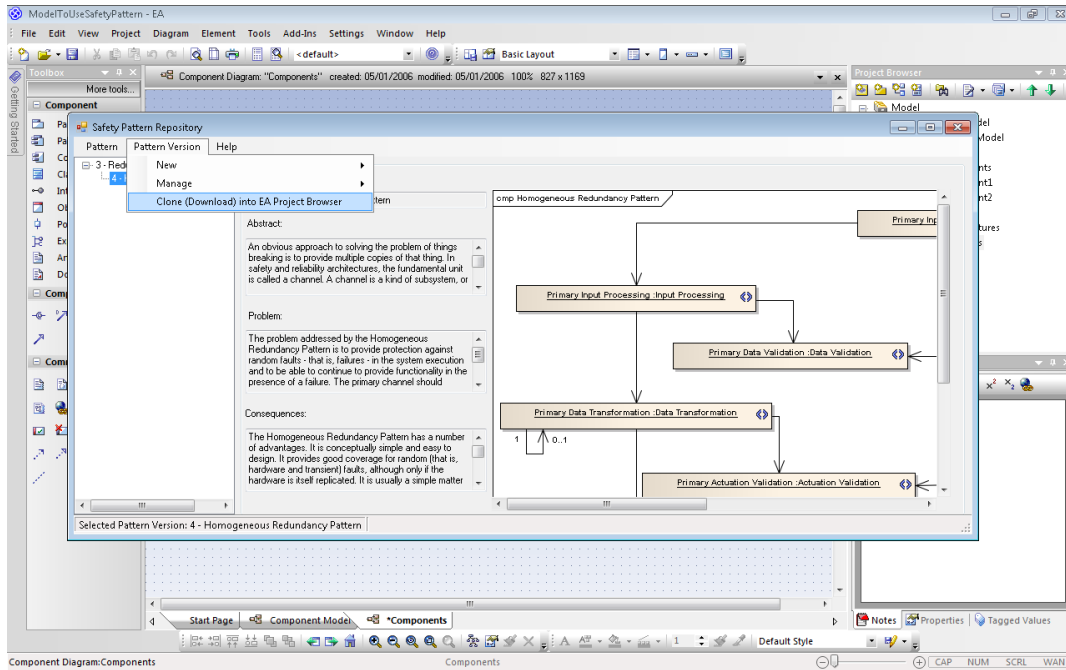 ModelToUseSafetyPattern - EA
File Edit View Project Diagram Element Tools Add-Ins Settings Window Help
<default> Basic Layout
Toolbox
More tools...
Component Diagram: "Components" created: 05/01/2006 modified: 05/01/2006 100% 827 x 1169
Project Browser
Getting Started
Component
Model
Safety Pattern Repository
Pattern Pattern Version Help
New
Manage
Clone (Download) into EA Project Browser
Abstract:
An obvious approach to solving the problem of things
breaking is to provide multiple copies of that thing. In
safety and reliability architectures, the fundamental unit
is called a channel. A channel is a kind of subsystem, or
Problem:
The problem addressed by the Homogeneous
Redundancy Pattern is to provide protection against
random faults - that is, failures - in the system execution
and to be able to continue to provide functionality in the
presence of a failure. The primary channel should
Consequences:
The Homogeneous Redundancy Pattern has a number
of advantages. It is conceptually simple and easy to
design. It provides good coverage for random (that is,
hardware and transient) faults, although only if the
hardware is itself replicated. It is usually a simple matter
cmp Homogeneous Redundancy Pattern
Primary Inp
Primary Input Processing :Input Processing
Primary Data Validation :Data Validation
Primary Data Transformation :Data Transformation
1 0..1
Primary Actuation Validation :Actuation Validation
Selected Pattern Version: 4 - Homogeneous Redundancy Pattern
Start Page Component Model *Components
Notes Properties Tagged Values
1 Default Style
Component Diagram:Components Components CAP NUM SCRL WAN